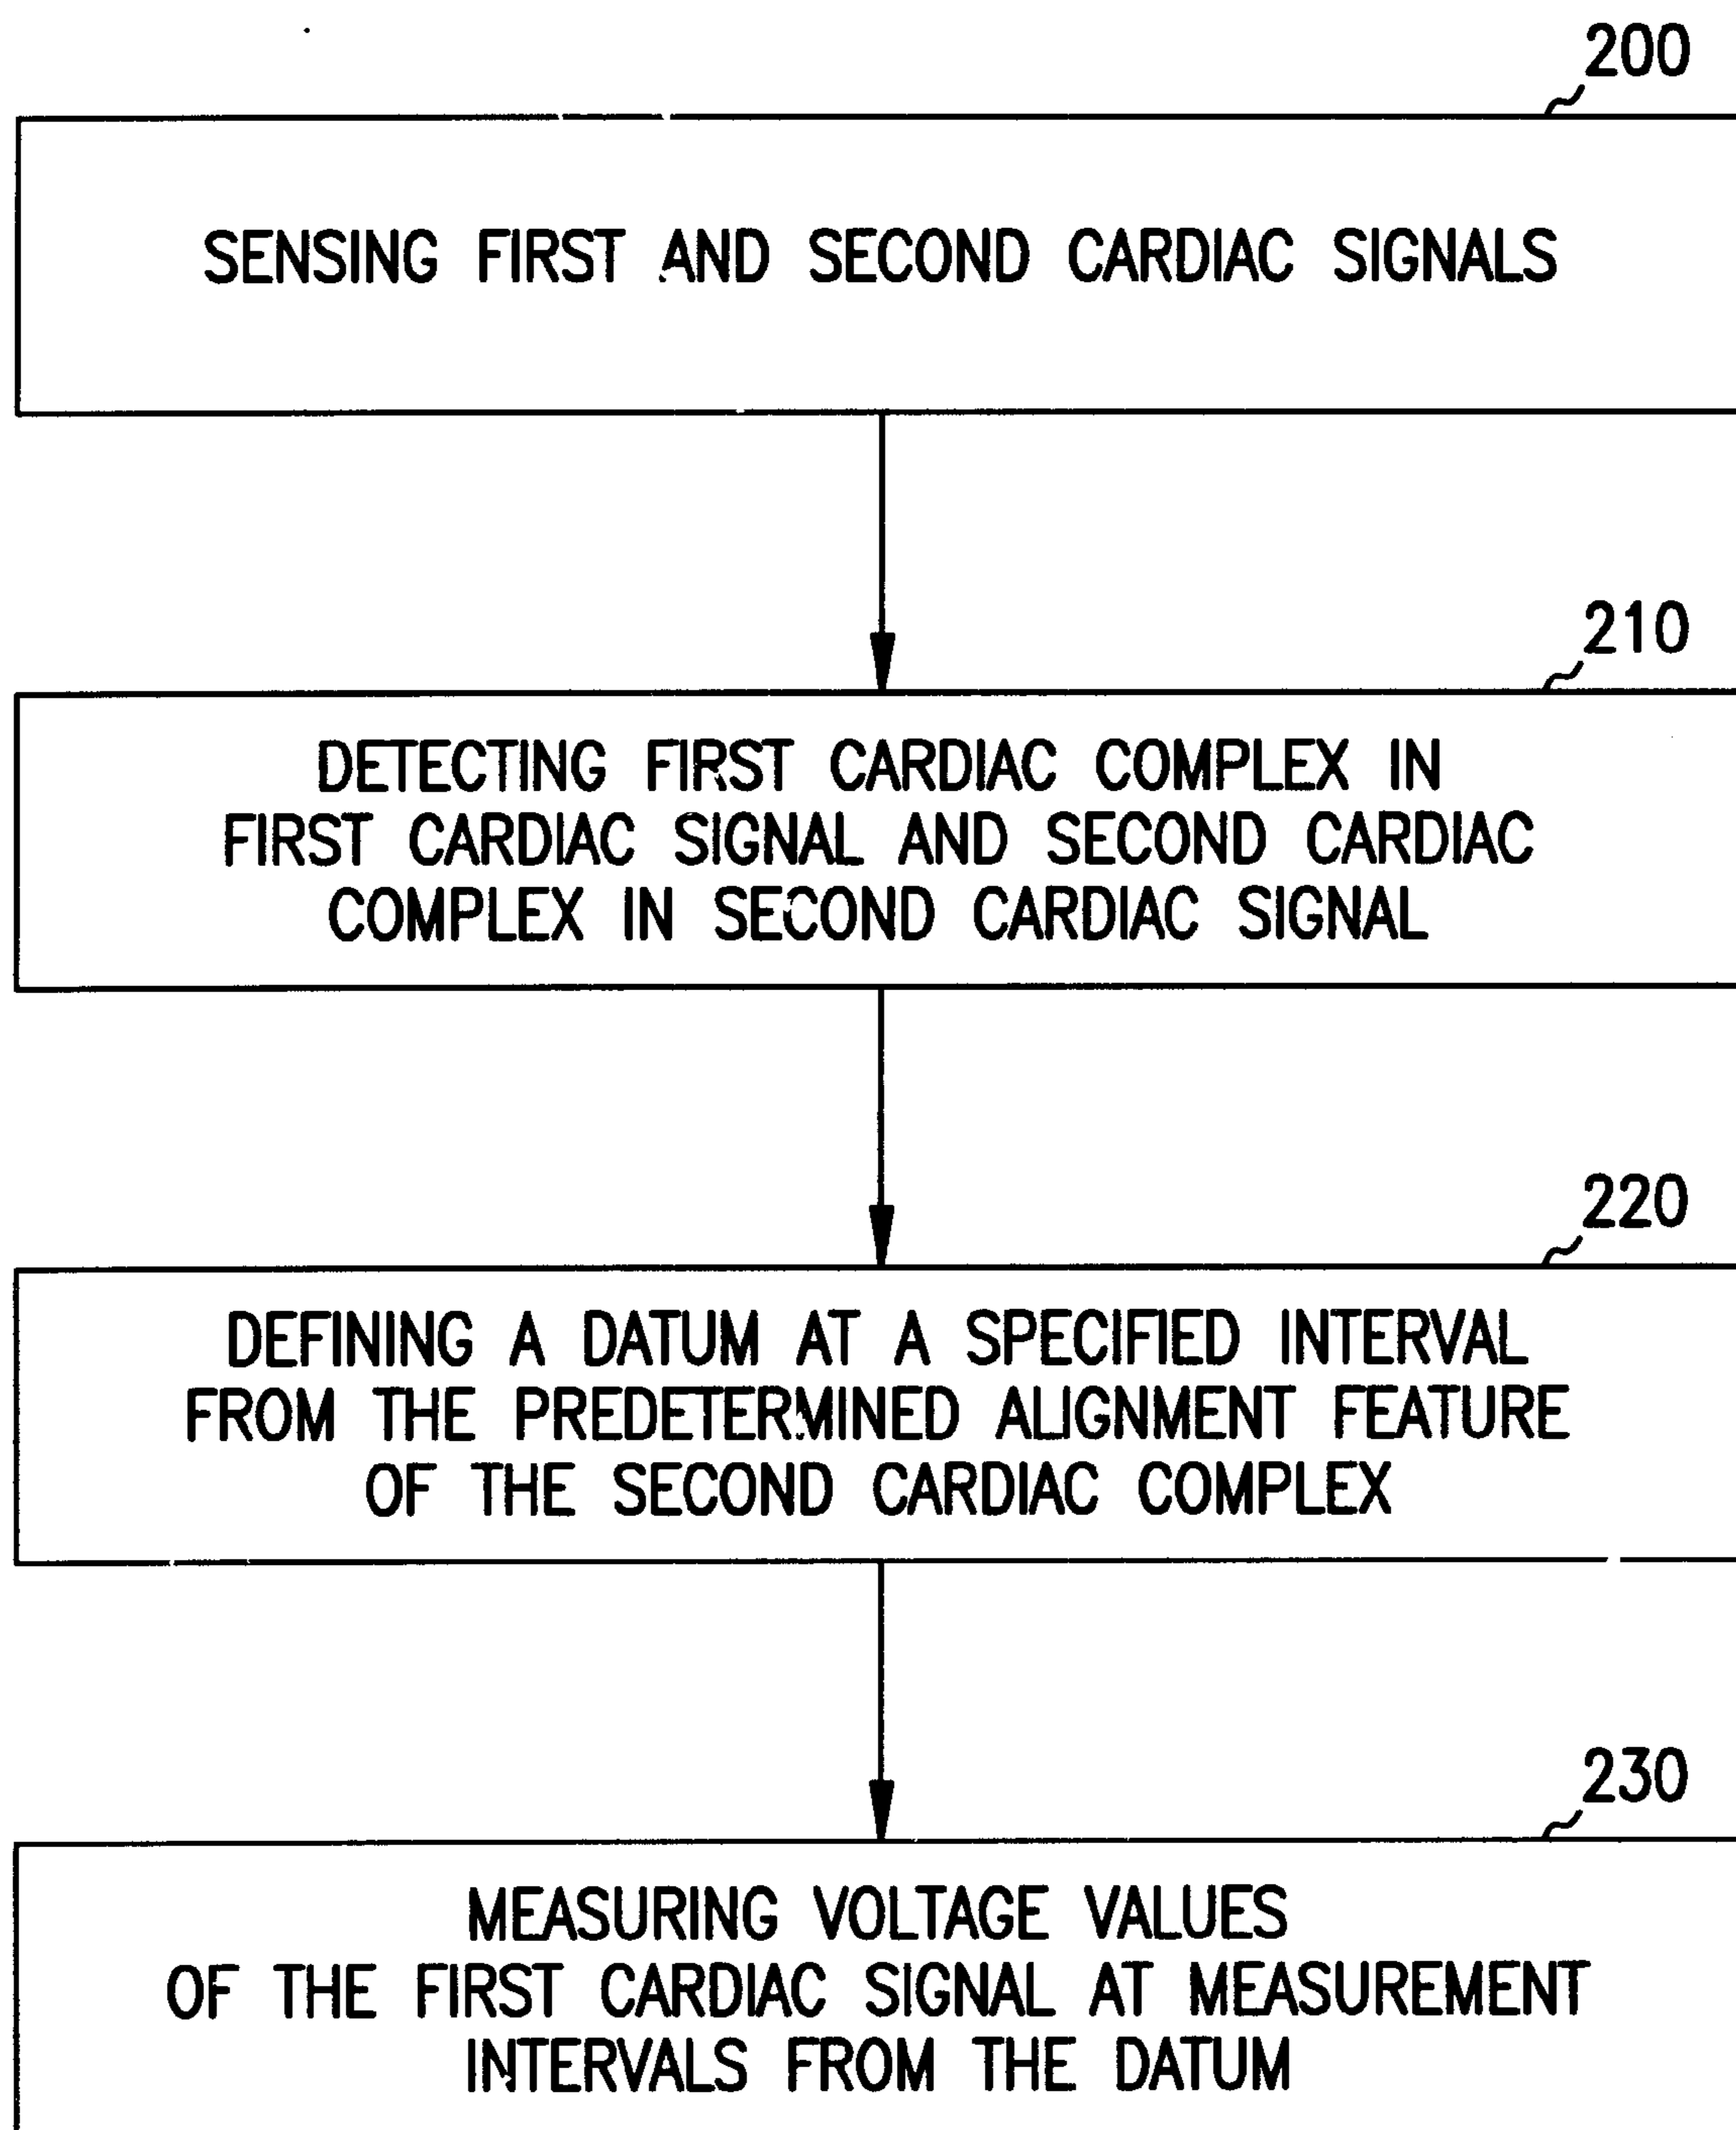 200
SENSING FIRST AND SECOND CARDIAC SIGNALS
210
DETECTING FIRST CARDIAC COMPLEX IN
FIRST CARDIAC SIGNAL AND SECOND CARDIAC
COMPLEX IN SECOND CARDIAC SIGNAL
220
DEFINING A DATUM AT A SPECIFIED INTERVAL
FROM THE PREDETERMINED ALIGNMENT FEATURE
OF THE SECOND CARDIAC COMPLEX
230
MEASURING VOLTAGE VALUES
OF THE FIRST CARDIAC SIGNAL AT MEASUREMENT
INTERVALS FROM THE DATUM